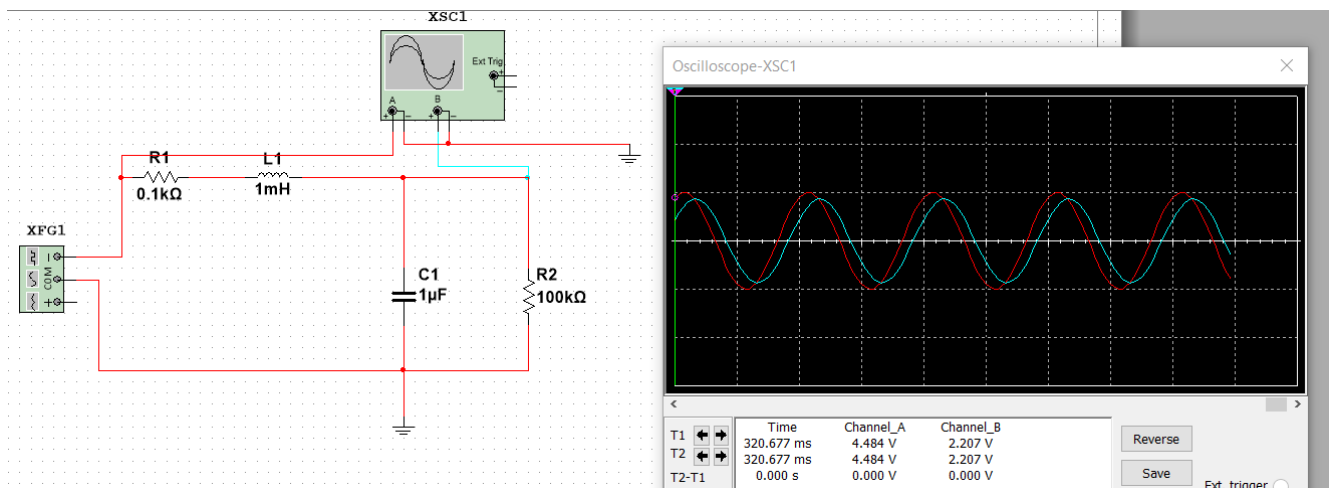 XSC1
Ext Trig
+
-
A
B
+ - + -
Oscilloscope-XSC1
R1
0.1kΩ
L1
1mH
XFG1
COM
-
+
C1
1µF
R2
100kΩ
Time Channel_A Channel_B
T1 320.677 ms 4.484 V 2.207 V
T2 320.677 ms 4.484 V 2.207 V
T2-T1 0.000 s 0.000 V 0.000 V
Reverse
Save
Ext. trigger